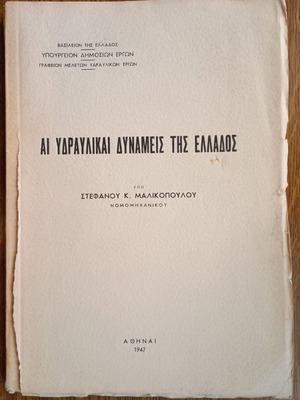 ΒΑΣΙΛΕΙΟΝ ΤΗΣ ΕΛΛΑΔΟΣ
ΥΠΟΥΡΓΕΙΟΝ ΔΗΜΟΣΙΩΝ ΕΡΓΩΝ
ΓΡΑΦΕΙΟΝ ΜΕΛΕΤΩΝ ΥΔΡΑΥΛΙΚΩΝ ΕΡΓΩΝ
ΑΙ ΥΔΡΑΥΛΙΚΑΙ ΔΥΝΑΜΕΙΣ ΤΗΣ ΕΛΛΑΔΟΣ
ΥΠΟ
ΣΤΕΦΑΝΟΥ Κ. ΜΑΛΙΚΟΠΟΥΛΟΥ
ΝΟΜΟΜΗΧΑΝΙΚΟΥ
ΑΘΗΝΑΙ
1947